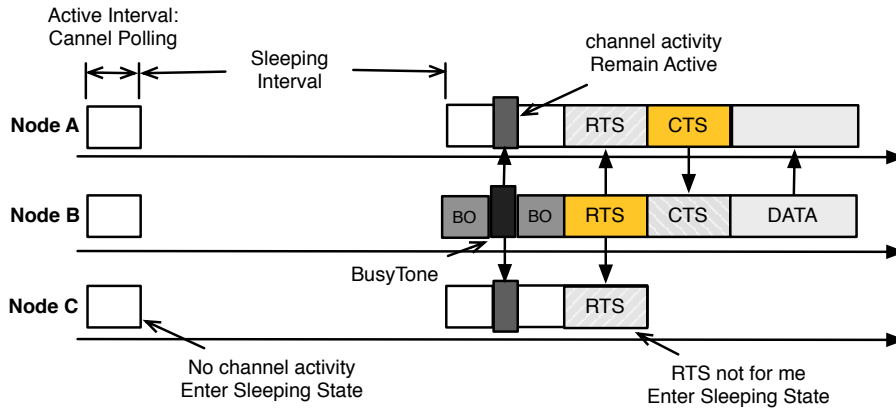 Active Interval:
Cannel Polling
Sleeping
Interval
channel activity
Remain Active
Node A
RTS
CTS
Node B
BO
BO
RTS
CTS
DATA
BusyTone
Node C
RTS
No channel activity
Enter Sleeping State
RTS not for me
Enter Sleeping State